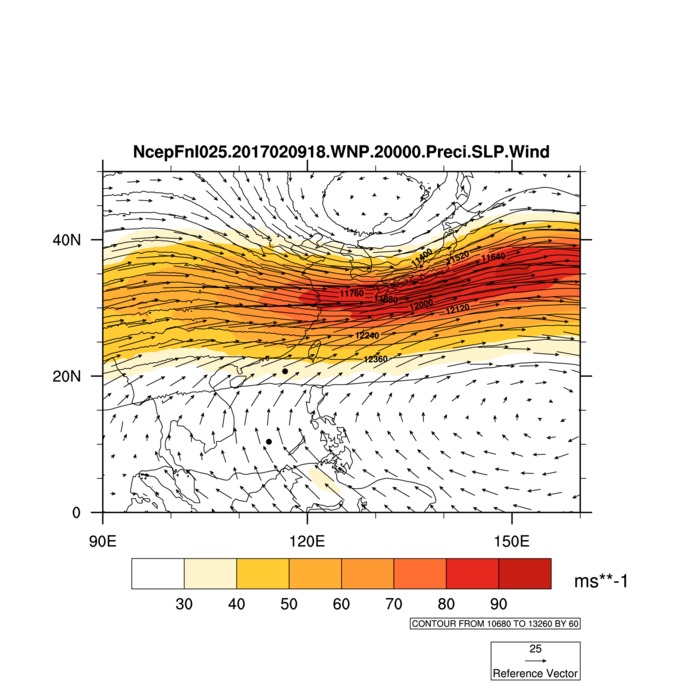 NcepFnl025.2017020918.WNP.20000.Preci.SLP.Wind
40N
20N
0
11400
11520
11640
11760
11880
12000
12120
12240
12360
90E
120E
150E
30
40
50
60
70
80
90
ms**-1
CONTOUR FROM 10680 TO 13260 BY 60
25
Reference Vector